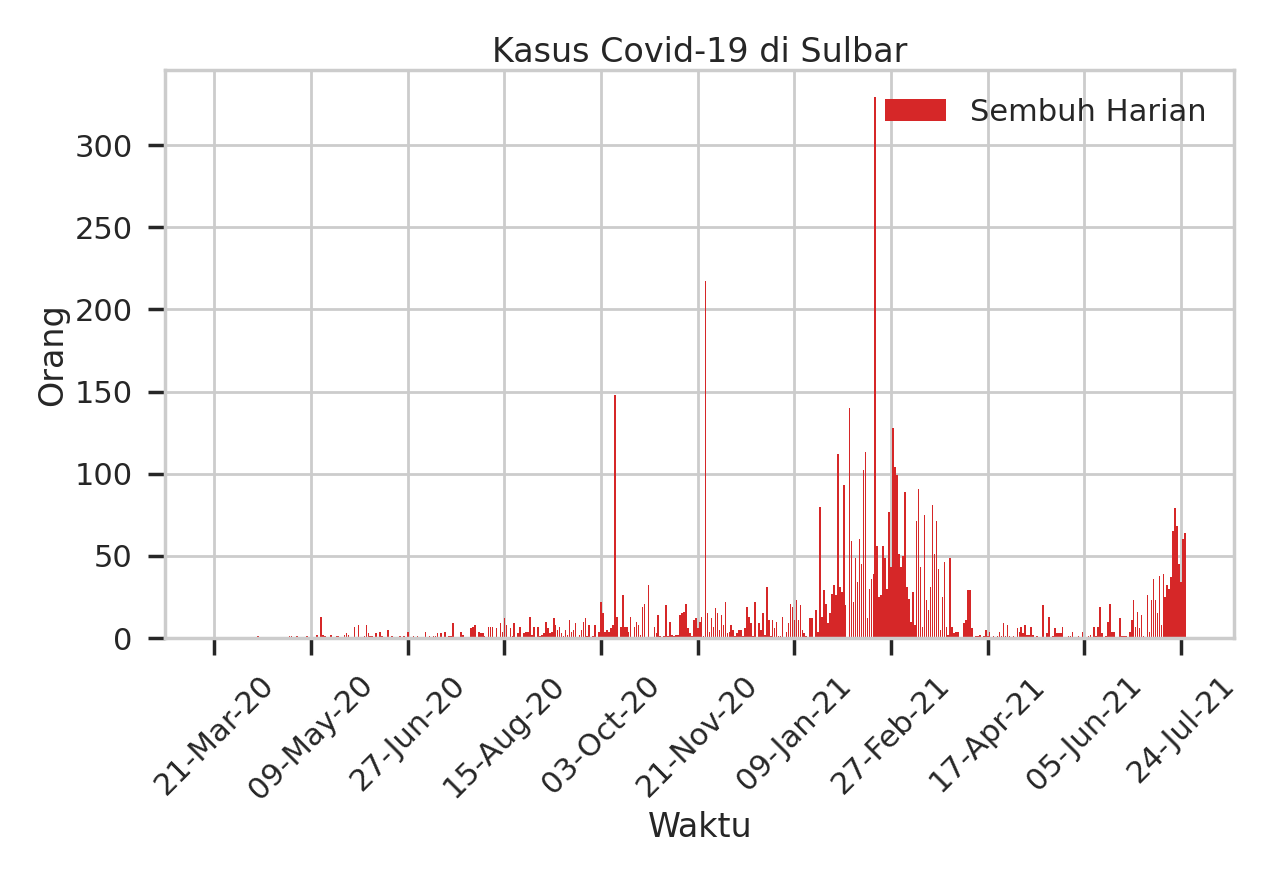 Kasus Covid-19 di Sulbar
Sembuh Harian
Orang
300
250
200
150
100
50
0
21-Mar-20
09-May-20
27-Jun-20
15-Aug-20
03-Oct-20
21-Nov-20
09-Jan-21
27-Feb-21
17-Apr-21
05-Jun-21
24-Jul-21
Waktu